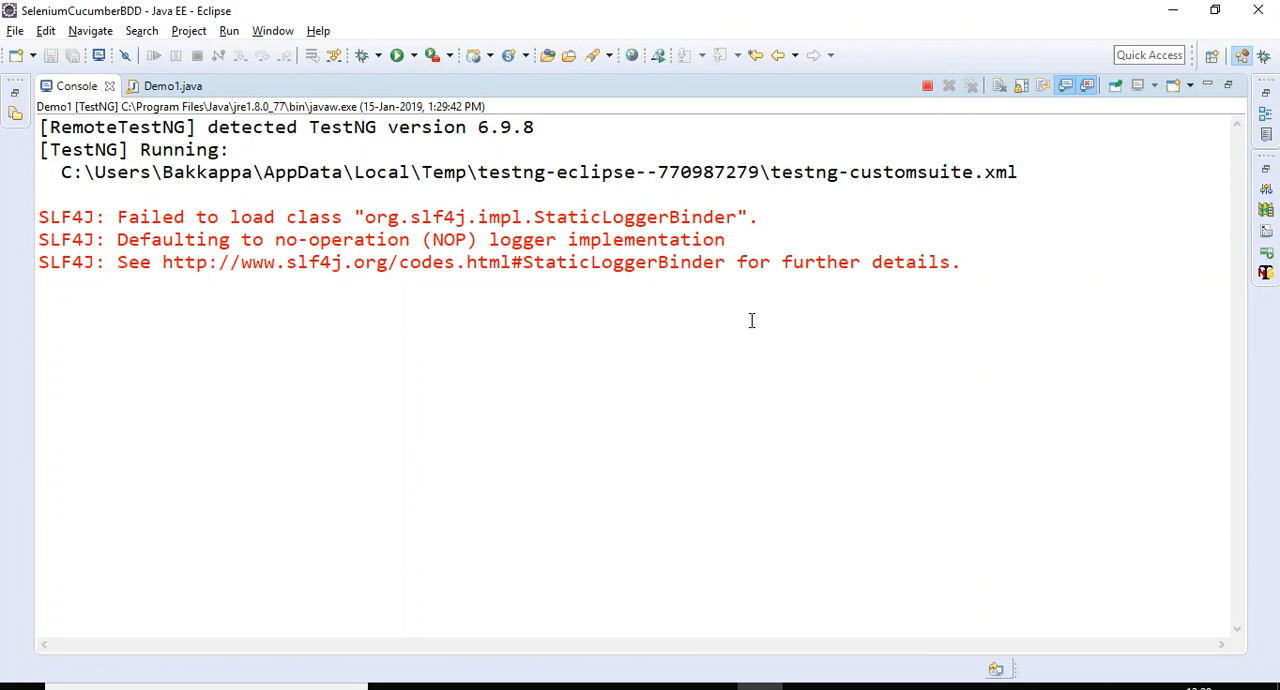 SeleniumCucumberBDD - Java EE - Eclipse
File Edit Navigate Search Project Run Window Help
Quick Access
Console Demo1.java
Demo1 [TestNG] C:\Program Files\Java\jre1.8.0_77\bin\javaw.exe (15-Jan-2019, 1:29:42 PM)
[RemoteTestNG] detected TestNG version 6.9.8
[TestNG] Running:
C:\Users\Bakkappa\AppData\Local\Temp\testng-eclipse--770987279\testng-customsuite.xml
SLF4J: Failed to load class "org.slf4j.impl.StaticLoggerBinder".
SLF4J: Defaulting to no-operation (NOP) logger implementation
SLF4J: See http://www.slf4j.org/codes.html#StaticLoggerBinder for further details.